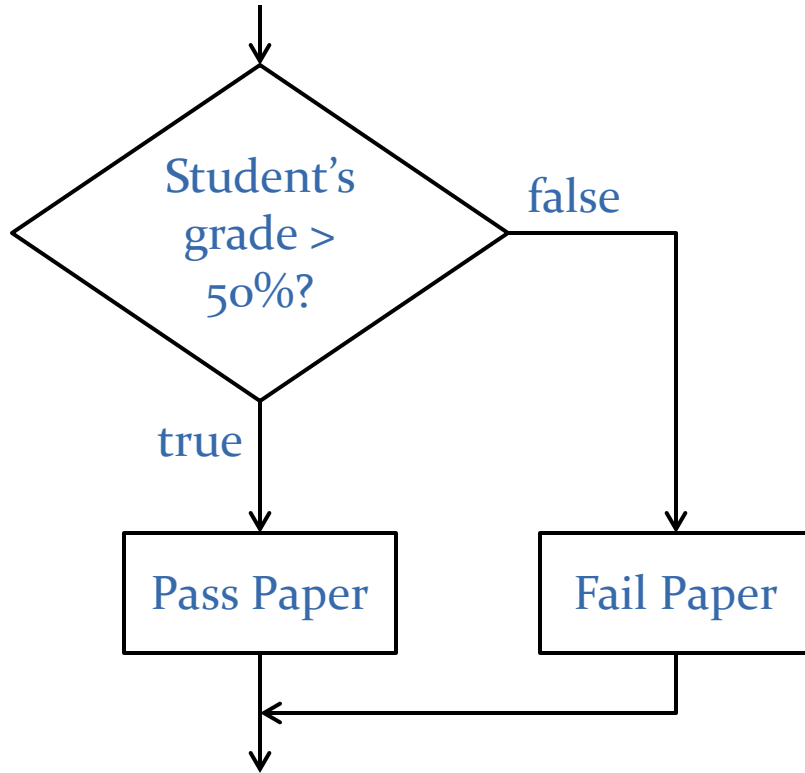 Student’s
grade >
50%?
false
true
Pass Paper
Fail Paper